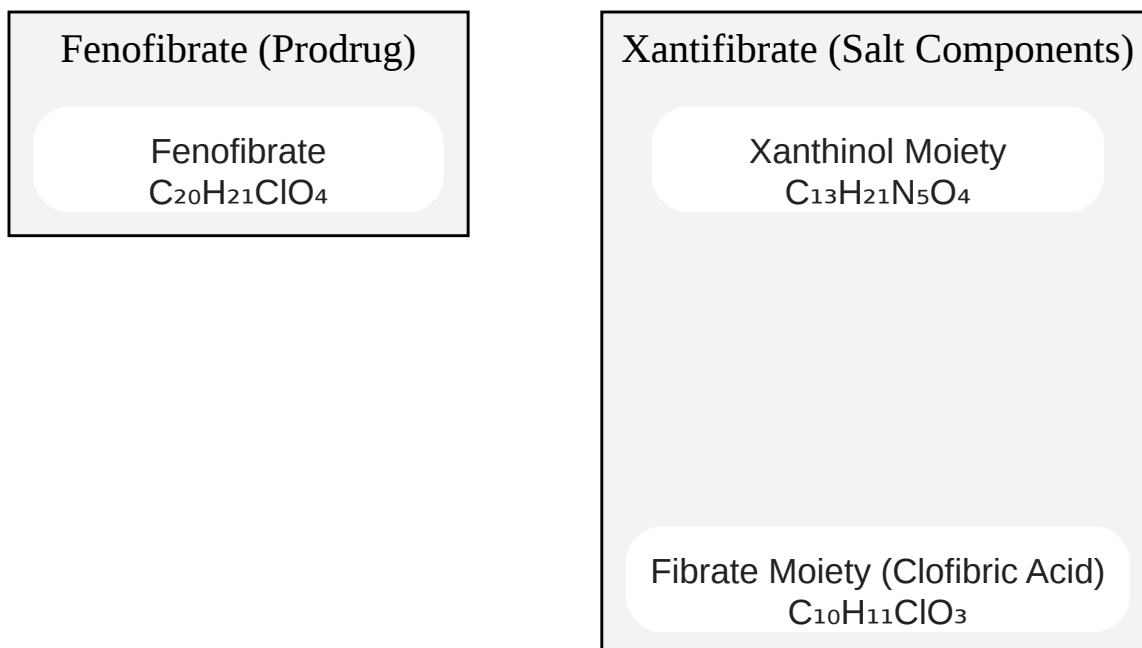 Fenofibrate (Prodrug)
Fenofibrate
C₂₀H₂₁ClO₄
Xantifibrate (Salt Components)
Xanthinol Moiety
C₁₃H₂₁N₅O₄
Fibrate Moiety (Clofibric Acid)
C₁₀H₁₁ClO₃